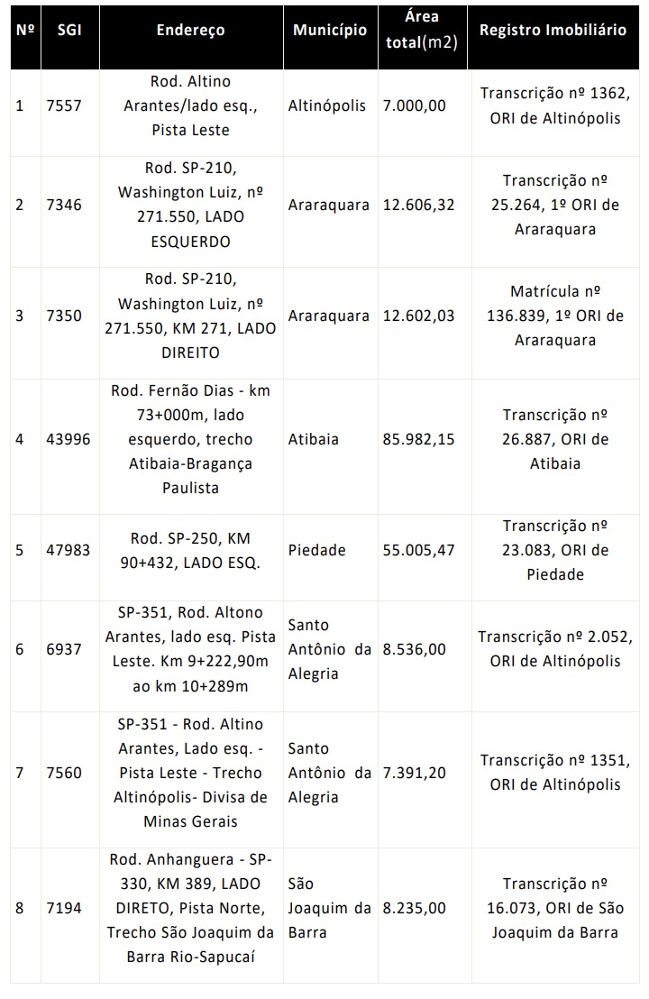 Nº SGI Endereço Município Área total(m2) Registro Imobiliário
1 7557 Rod. Altino Arantes/lado esq., Pista Leste Altinópolis 7.000,00 Transcrição nº 1362, ORI de Altinópolis
2 7346 Rod. SP-210, Washington Luiz, nº 271.550, LADO ESQUERDO Araraquara 12.606,32 Transcrição nº 25.264, 1º ORI de Araraquara
3 7350 Rod. SP-210, Washington Luiz, nº 271.550, KM 271, LADO DIREITO Araraquara 12.602,03 Matrícula nº 136.839, 1º ORI de Araraquara
4 43996 Rod. Fernão Dias - km 73+000m, lado esquerdo, trecho Atibaia-Bragança Paulista Atibaia 85.982,15 Transcrição nº 26.887, ORI de Atibaia
5 47983 Rod. SP-250, KM 90+432, LADO ESQ. Piedade 55.005,47 Transcrição nº 23.083, ORI de Piedade
6 6937 SP-351, Rod. Altono Arantes, lado esq. Pista Leste. Km 9+222,90m ao km 10+289m Santo Antônio da Alegria 8.536,00 Transcrição nº 2.052, ORI de Altinópolis
7 7560 SP-351 - Rod. Altino Arantes, Lado esq. - Pista Leste - Trecho Altinópolis- Divisa de Minas Gerais Santo Antônio da Alegria 7.391,20 Transcrição nº 1351, ORI de Altinópolis
8 7194 Rod. Anhanguera - SP-330, KM 389, LADO DIRETO, Pista Norte, Trecho São Joaquim da Barra Rio-Sapucaí São Joaquim da Barra 8.235,00 Transcrição nº 16.073, ORI de São Joaquim da Barra